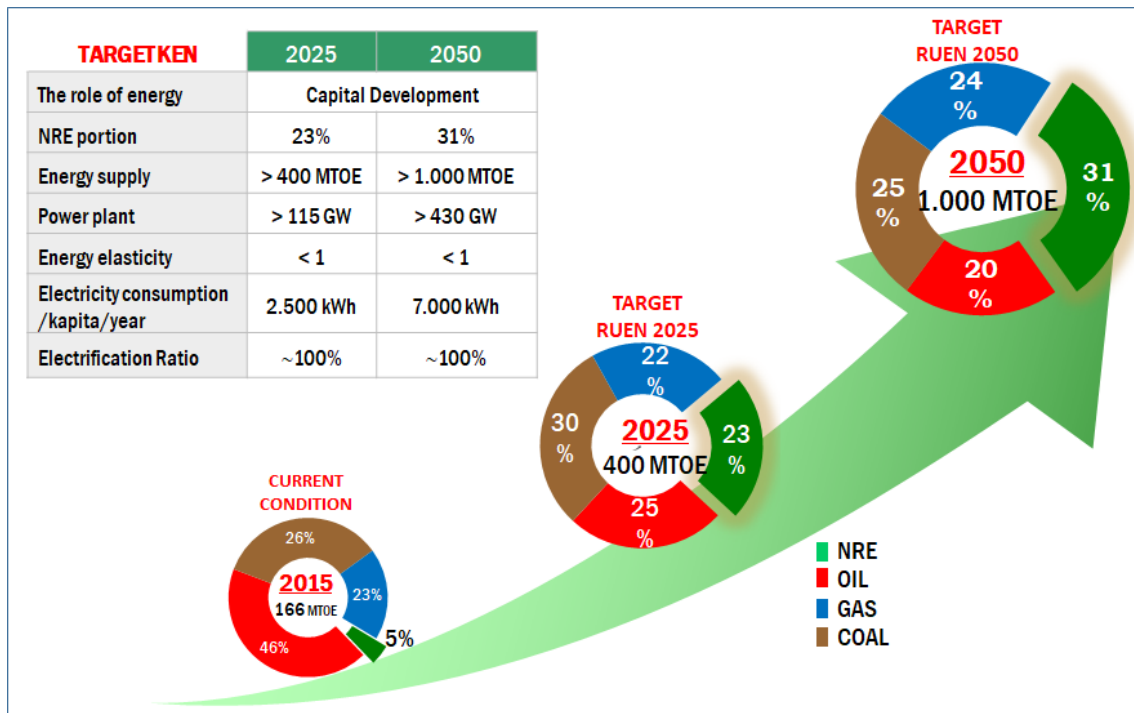 TARGET KEN 2025 2050
The role of energy Capital Development
NRE portion 23% 31%
Energy supply > 400 MTOE > 1.000 MTOE
Power plant > 115 GW > 430 GW
Energy elasticity < 1 < 1
Electricity consumption
/kapita/year 2.500 kWh 7.000 kWh
Electrification Ratio ~100% ~100%
TARGET
RUEN 2050
24
%
31
%
25
%
20
%
2050
1.000 MTOE
TARGET
RUEN 2025
22
%
23
%
30
%
25
%
2025
400 MTOE
CURRENT
CONDITION
26%
23%
46%
5%
2015
166 MTOE
NRE
OIL
GAS
COAL